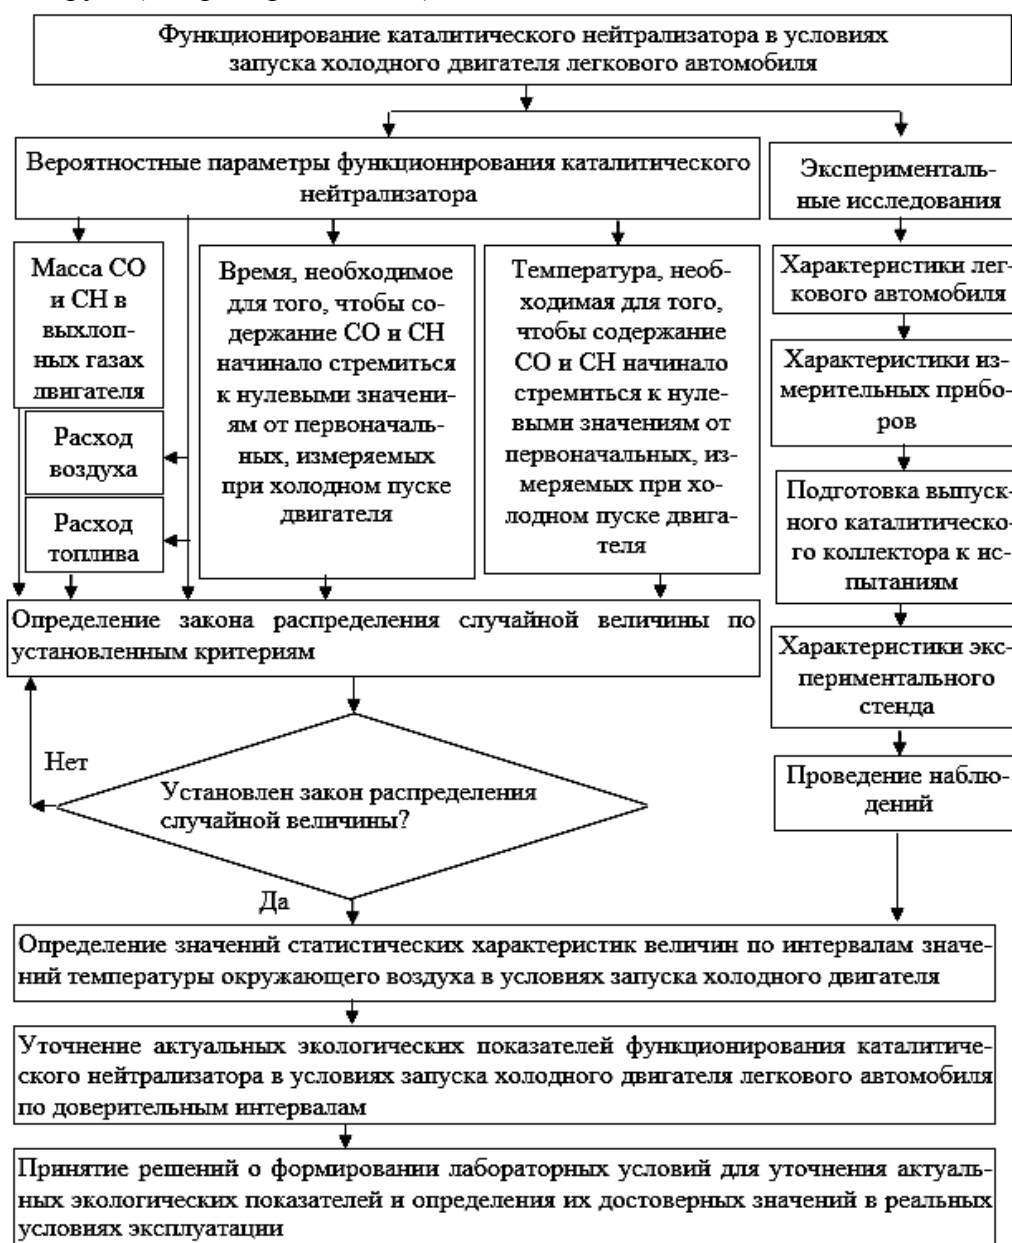 Функционирование каталитического нейтрализатора в условиях
запуска холодного двигателя легкового автомобиля
Вероятностные параметры функционирования каталитического
нейтрализатора
Эксперименталь-
ные исследования
Масса СО
и СН в
выхлоп-
ных газах
двигателя
Время, необходимое
для того, чтобы со-
держание СО и СН
начинало стремиться
к нулевыми значени-
ям от первоначаль-
ных, измеряемых
при холодном пуске
двигателя
Температура, необ-
ходимая для того,
чтобы содержание
СО и СН начинало
стремиться к нуле-
выми значениям от
первоначальных, из-
меряемых при хо-
лодном пуске двига-
теля
Характеристики лег-
кового автомобиля
Характеристики из-
мерительных прибо-
ров
Расход
воздуха
Расход
топлива
Подготовка выпуск-
ного каталитическо-
го коллектора к ис-
пытаниям
Определение закона распределения случайной величины по
установленным критериям
Характеристики экс-
периментального
стенда
Нет
Установлен закон распределения
случайной величины?
Проведение наблю-
дений
Да
Определение значений статистических характеристик величин по интервалам значе-
ний температуры окружающего воздуха в условиях запуска холодного двигателя
Уточнение актуальных экологических показателей функционирования каталитиче-
ского нейтрализатора в условиях запуска холодного двигателя легкового автомобиля
по доверительным интервалам
Принятие решений о формировании лабораторных условий для уточнения актуаль-
ных экологических показателей и определения их достоверных значений в реальных
условиях эксплуатации